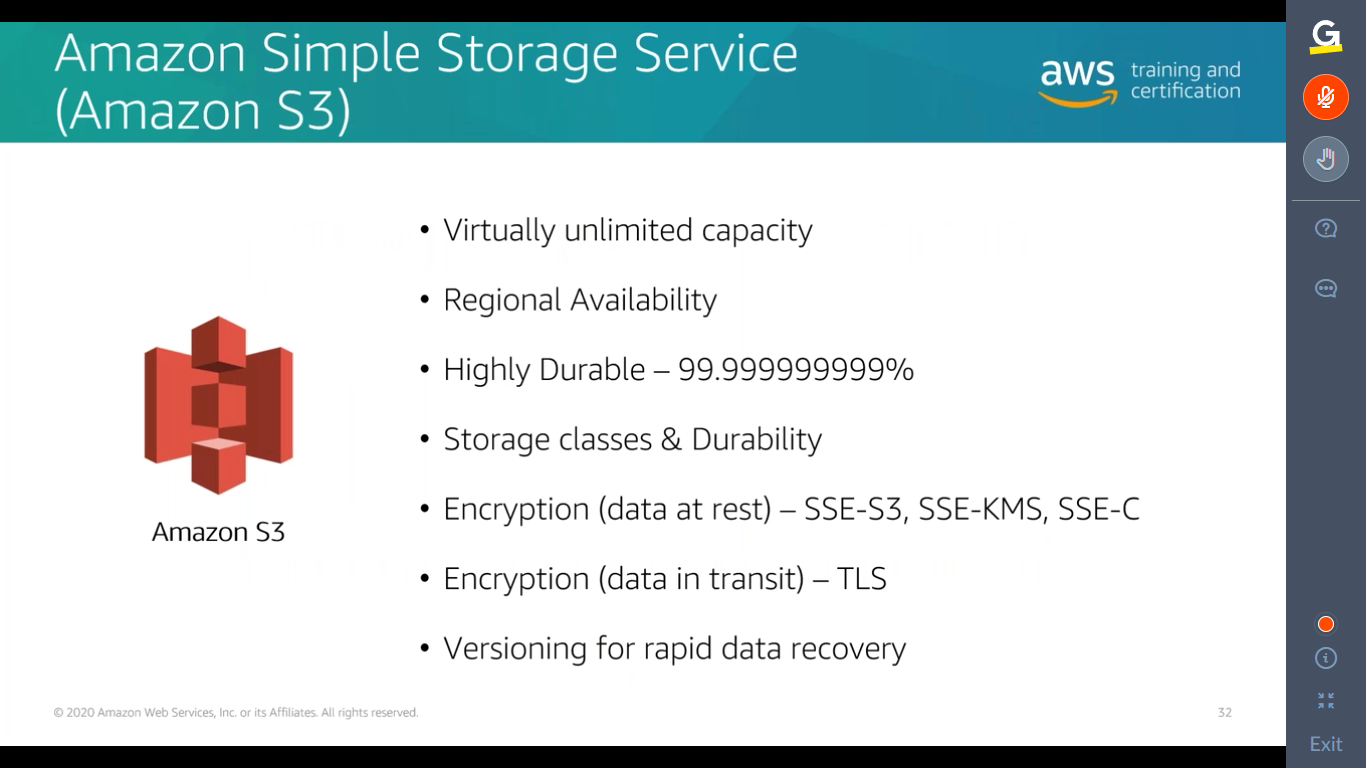 Amazon Simple Storage Service
(Amazon S3)
aws training and
certification
• Virtually unlimited capacity
• Regional Availability
• Highly Durable – 99.999999999%
• Storage classes & Durability
• Encryption (data at rest) – SSE-S3, SSE-KMS, SSE-C
• Encryption (data in transit) – TLS
• Versioning for rapid data recovery
Amazon S3
© 2020 Amazon Web Services, Inc. or its Affiliates. All rights reserved.
32
G
Exit